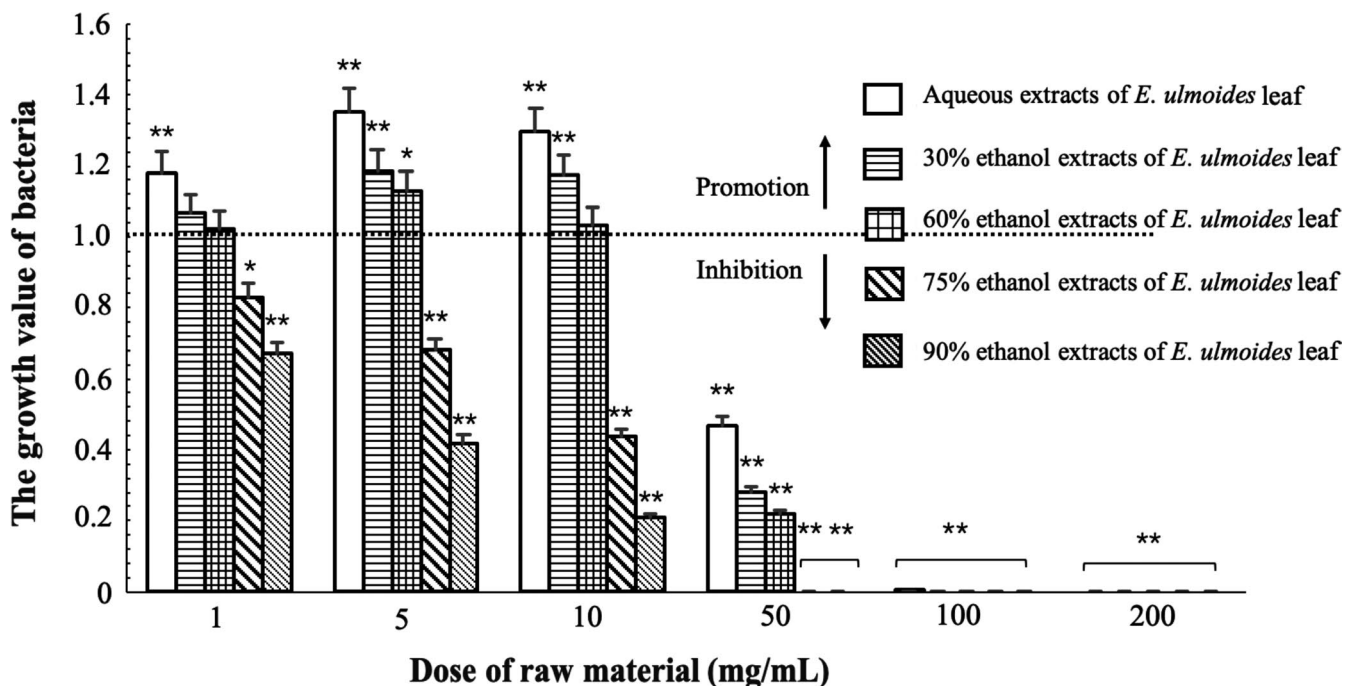 The growth value of bacteria
1.6
1.4
1.2
1.0
0.8
0.6
0.4
0.2
0
**
**
**
*
**
**
**
*
**
**
**
**
**
**
**
**
** **
**
**
Aqueous extracts of E. ulmoides leaf
30% ethanol extracts of E. ulmoides leaf
60% ethanol extracts of E. ulmoides leaf
75% ethanol extracts of E. ulmoides leaf
90% ethanol extracts of E. ulmoides leaf
Promotion
Inhibition
1 5 10 50 100 200
Dose of raw material (mg/mL)